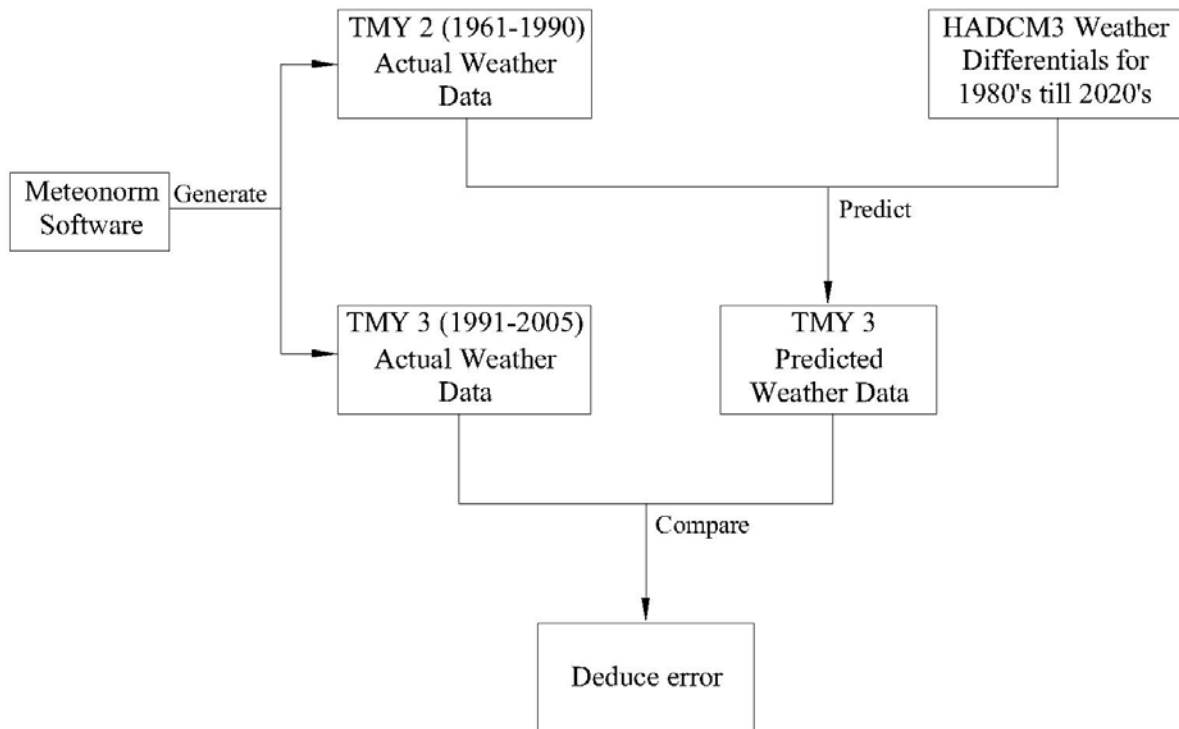 TMY 2 (1961-1990)
Actual Weather
Data
HADCM3 Weather
Differentials for
1980's till 2020's
Meteonorm
Software
Generate
Predict
TMY 3 (1991-2005)
Actual Weather
Data
TMY 3
Predicted
Weather Data
Compare
Deduce error